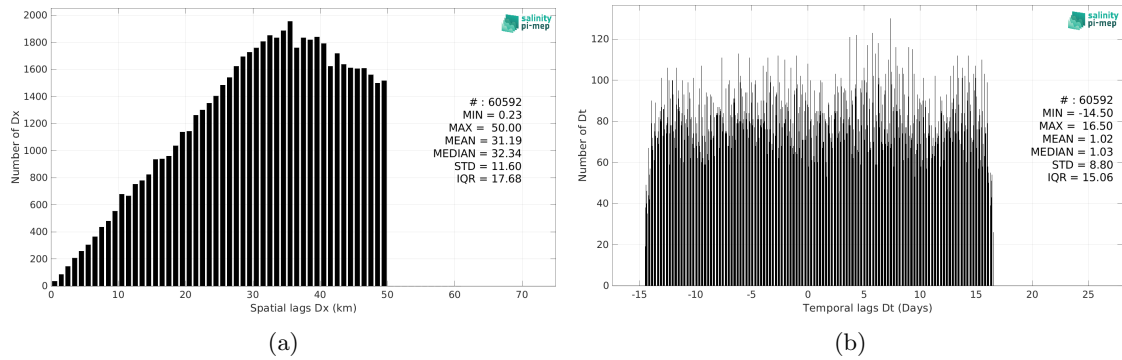 salinity
pi-mep
2000
1800
1600
1400
1200
1000
800
600
400
200
0
Number of Dx
# : 60592
MIN = 0.23
MAX = 50.00
MEAN = 31.19
MEDIAN = 32.34
STD = 11.60
IQR = 17.68
0 10 20 30 40 50 60 70
Spatial lags Dx (km)
(a)
salinity
pi-mep
120
100
80
60
40
20
0
Number of Dt
# : 60592
MIN = -14.50
MAX = 16.50
MEAN = 1.02
MEDIAN = 1.03
STD = 8.80
IQR = 15.06
-15 -10 -5 0 5 10 15 20 25
Temporal lags Dt (Days)
(b)